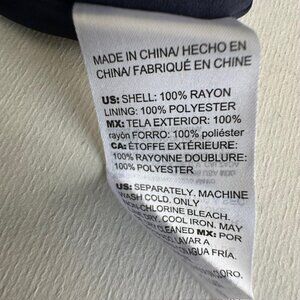 MADE IN CHINA/ HECHO EN
CHINA/ FABRIQUÉ EN CHINE
US: SHELL: 100% RAYON
LINING: 100% POLYESTER
MX: TELA EXTERIOR: 100%
rayón FORRO: 100% poliéster
CA: ÉTOFFE EXTÉRIEURE:
100% RAYONNE DOUBLURE:
100% POLYESTER
US: SEPARATELY. MACHINE
WASH COLD. ONLY
NON CHLORINE BLEACH.
DRY. COOL IRON. MAY
CLEANED MX: POR
LAVAR A
AGUA FRÍA.